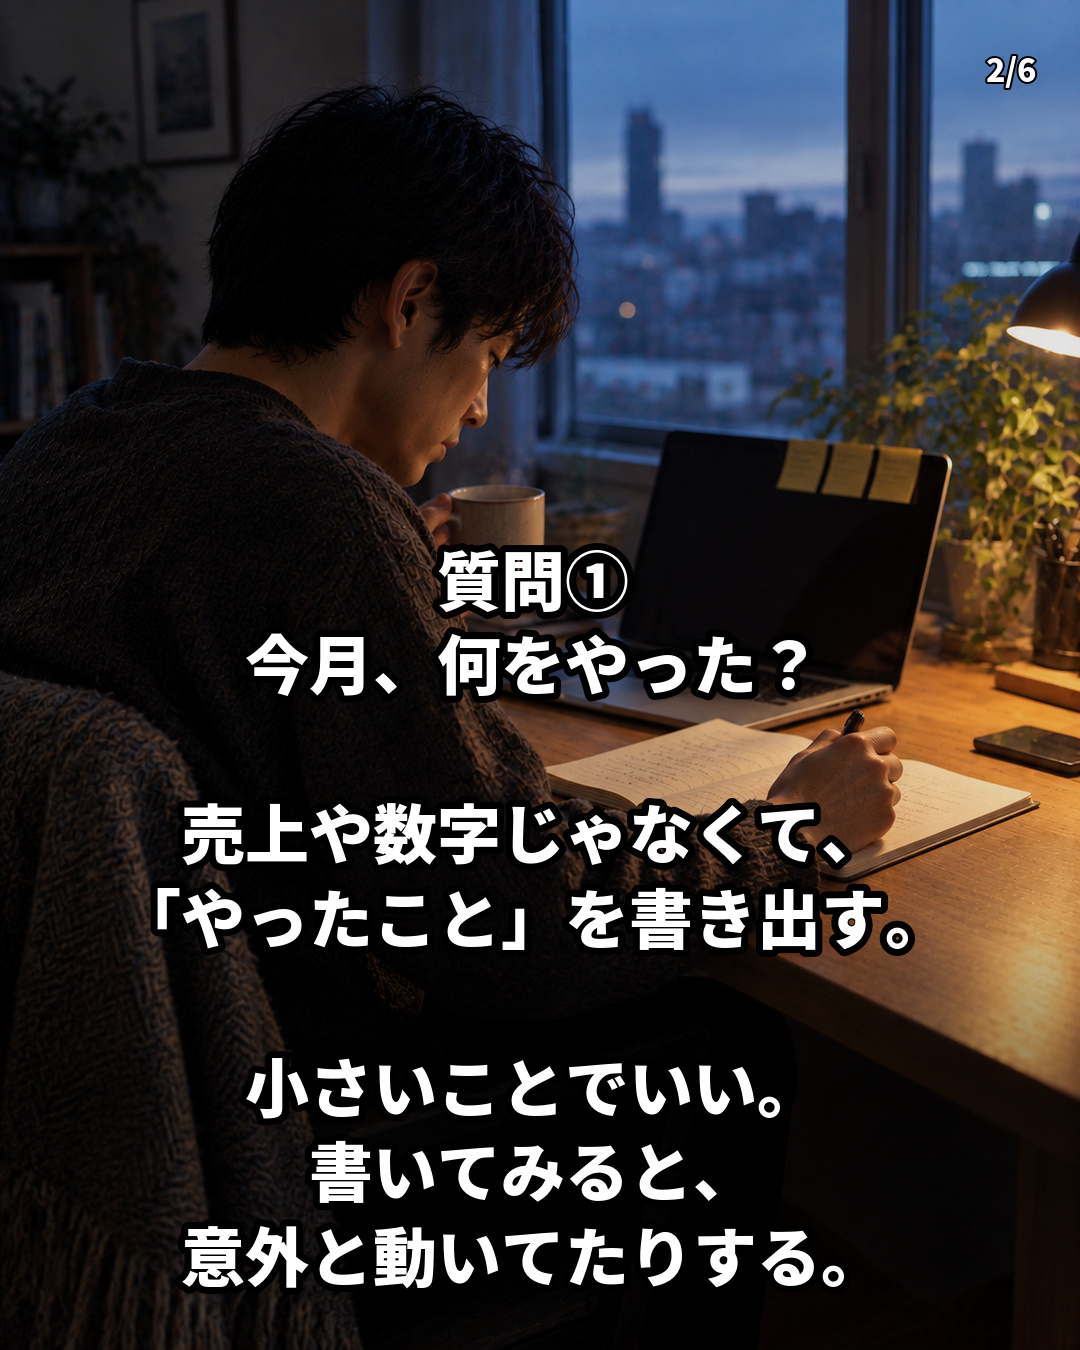 2/6
質問①
今月、何をやった？
売上や数字じゃなくて、
「やったこと」を書き出す。
小さいことでいい。
書いてみると、
意外と動いてたりする。